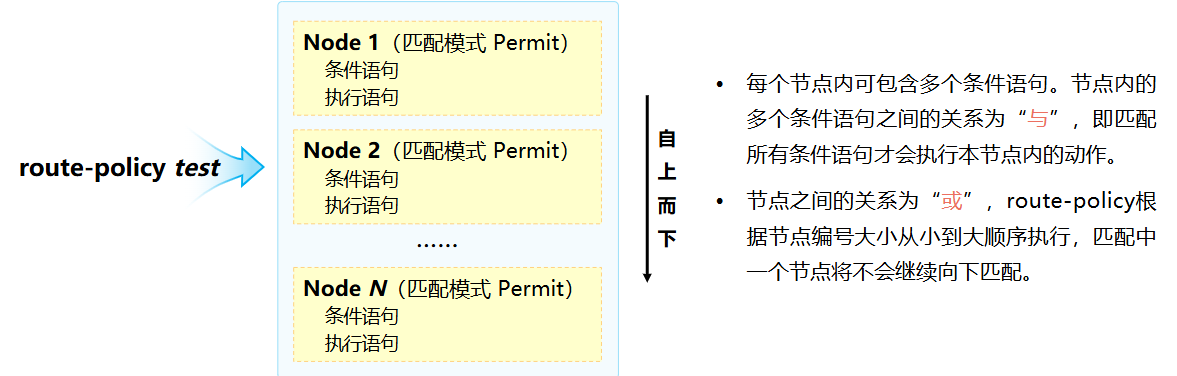 route-policy test
Node 1（匹配模式 Permit）
条件语句
执行语句
Node 2（匹配模式 Permit）
条件语句
执行语句
……
Node N（匹配模式 Permit）
条件语句
执行语句
自上而下
• 每个节点内可包含多个条件语句。节点内的
多个条件语句之间的关系为“与”，即匹配
所有条件语句才会执行本节点内的动作。
• 节点之间的关系为“或”，route-policy根
据节点编号大小从小到大顺序执行，匹配中
一个节点将不会继续向下匹配。